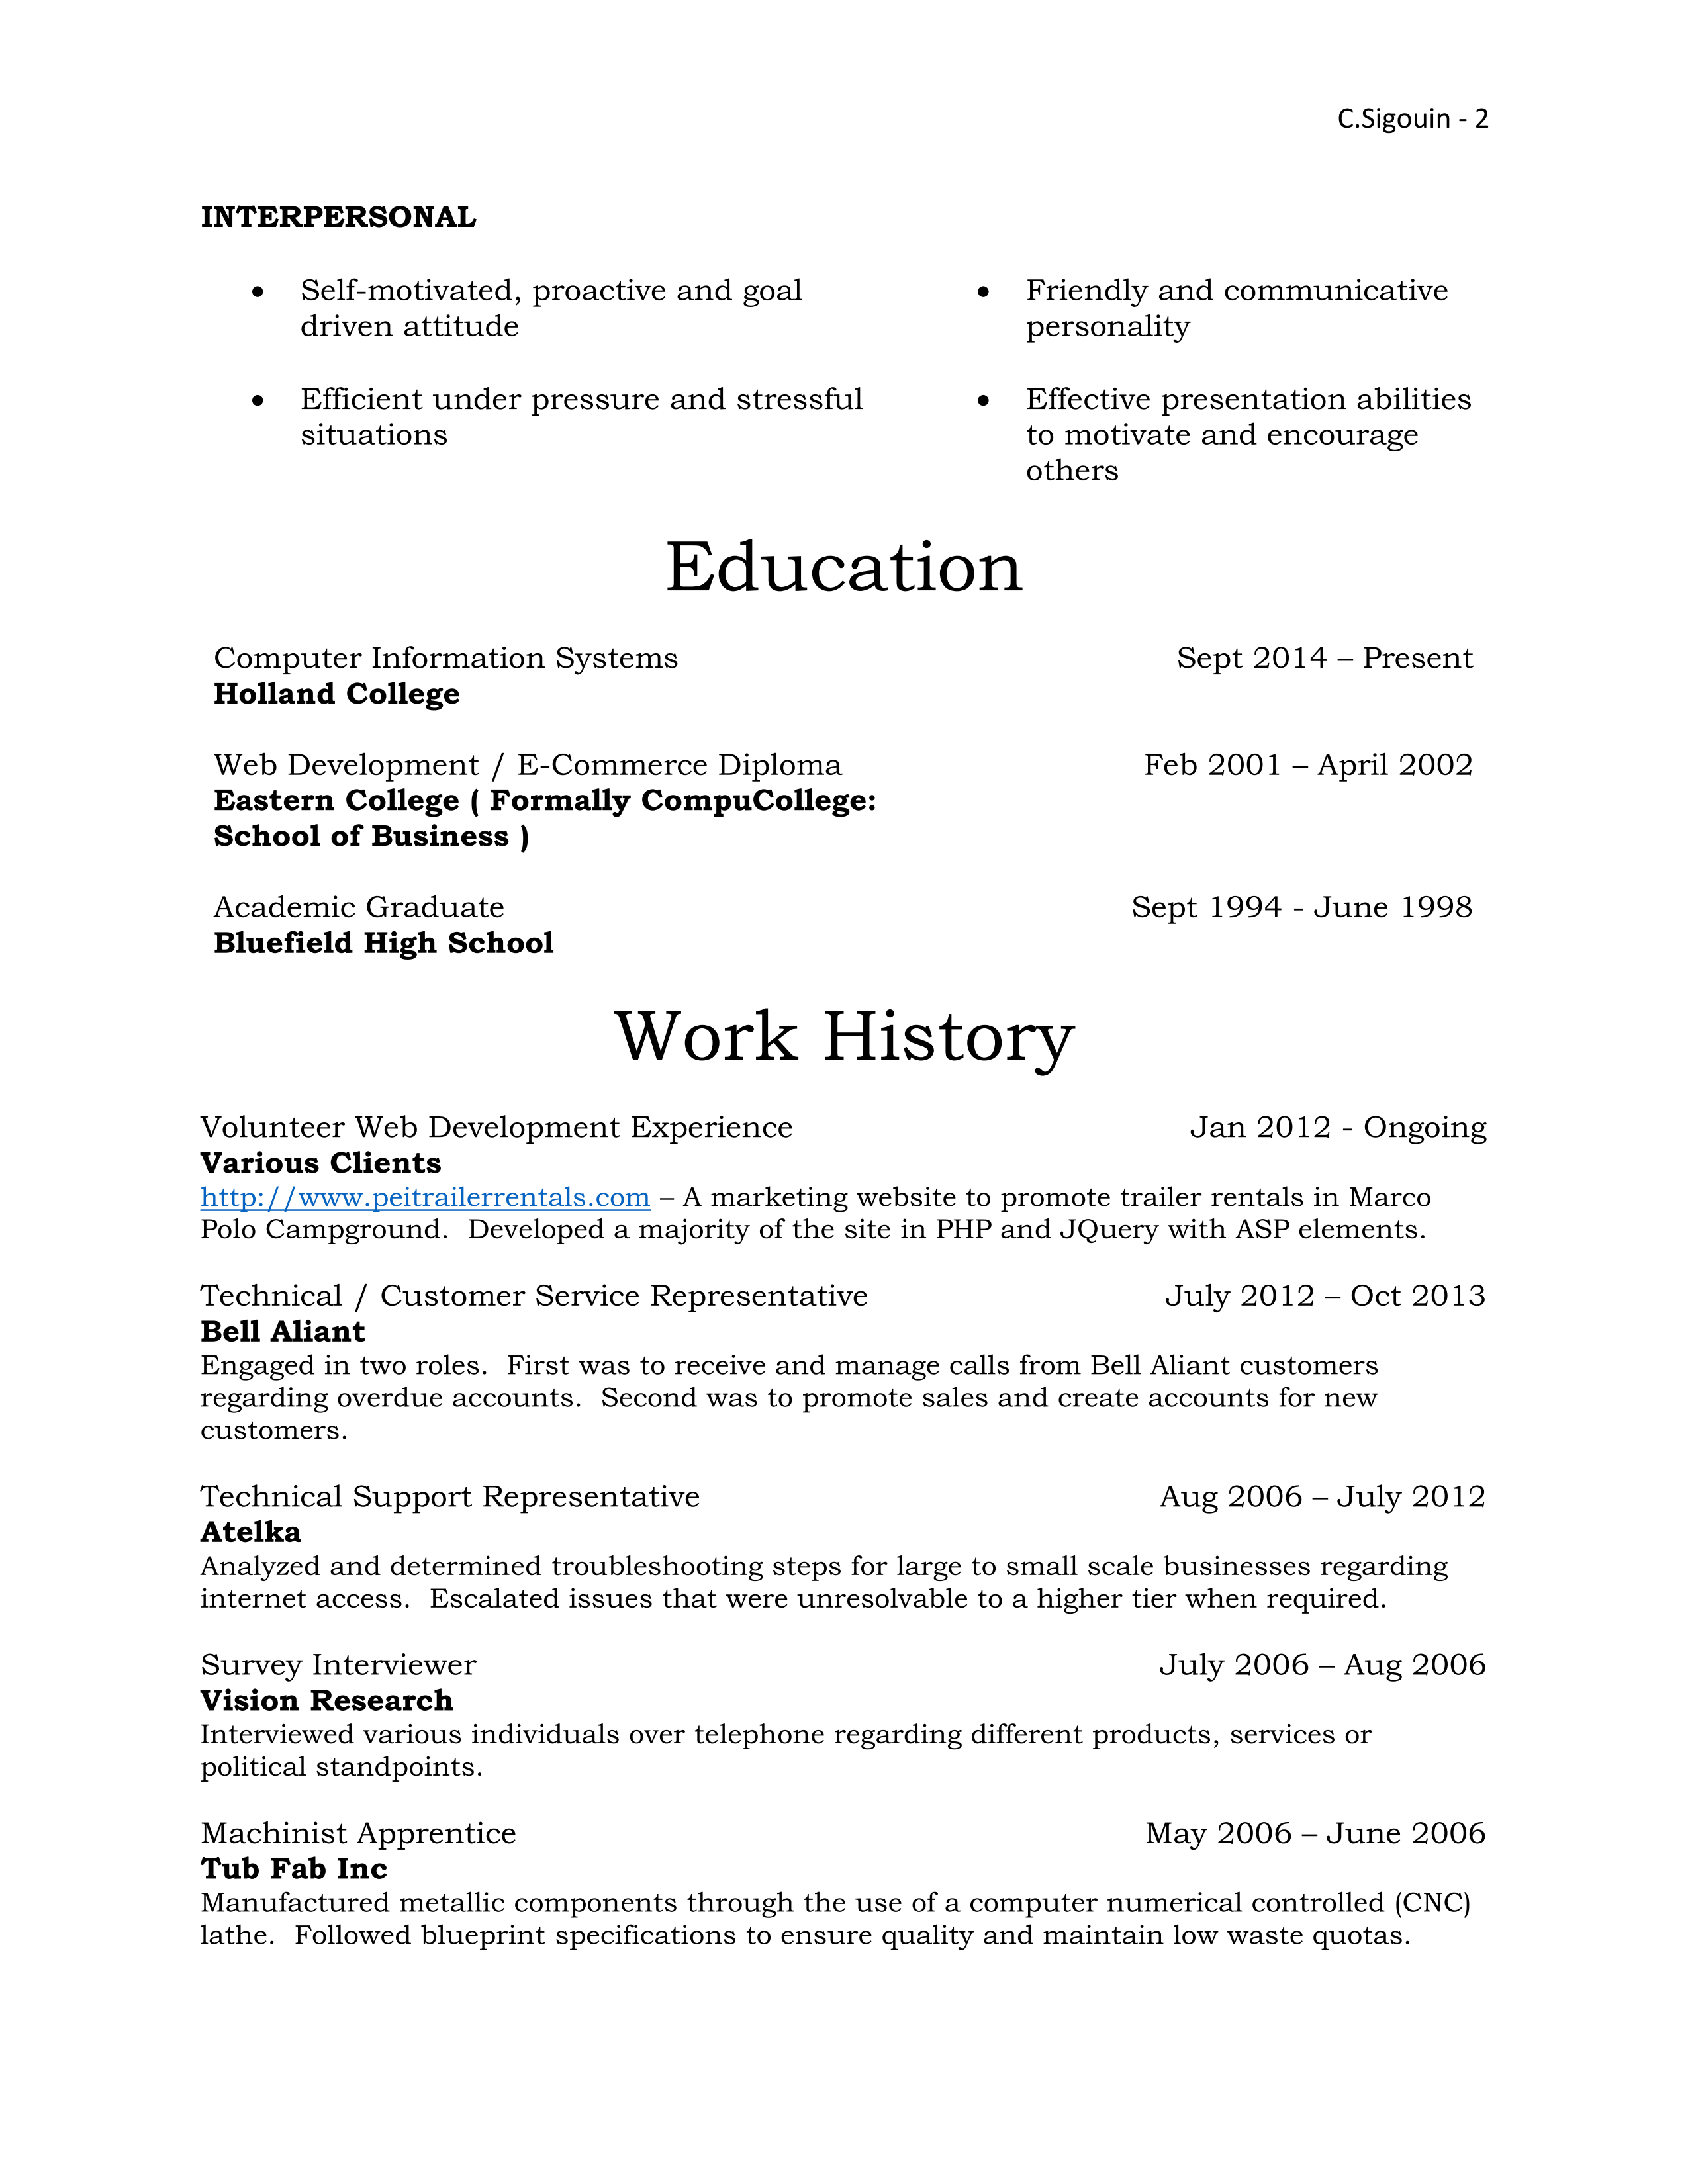 C.Sigouin - 2
INTERPERSONAL
• Self-motivated, proactive and goal
driven attitude
• Friendly and communicative
personality
• Efficient under pressure and stressful
situations
• Effective presentation abilities
to motivate and encourage
others
Education
Computer Information Systems Sept 2014 – Present
Holland College
Web Development / E-Commerce Diploma Feb 2001 – April 2002
Eastern College ( Formally CompuCollege:
School of Business )
Academic Graduate Sept 1994 - June 1998
Bluefield High School
Work History
Volunteer Web Development Experience Jan 2012 - Ongoing
Various Clients
http://www.peitrailerrentals.com – A marketing website to promote trailer rentals in Marco
Polo Campground.  Developed a majority of the site in PHP and JQuery with ASP elements.
Technical / Customer Service Representative July 2012 – Oct 2013
Bell Aliant
Engaged in two roles.  First was to receive and manage calls from Bell Aliant customers
regarding overdue accounts.  Second was to promote sales and create accounts for new
customers.
Technical Support Representative Aug 2006 – July 2012
Atelka
Analyzed and determined troubleshooting steps for large to small scale businesses regarding
internet access.  Escalated issues that were unresolvable to a higher tier when required.
Survey Interviewer July 2006 – Aug 2006
Vision Research
Interviewed various individuals over telephone regarding different products, services or
political standpoints.
Machinist Apprentice May 2006 – June 2006
Tub Fab Inc
Manufactured metallic components through the use of a computer numerical controlled (CNC)
lathe.  Followed blueprint specifications to ensure quality and maintain low waste quotas.